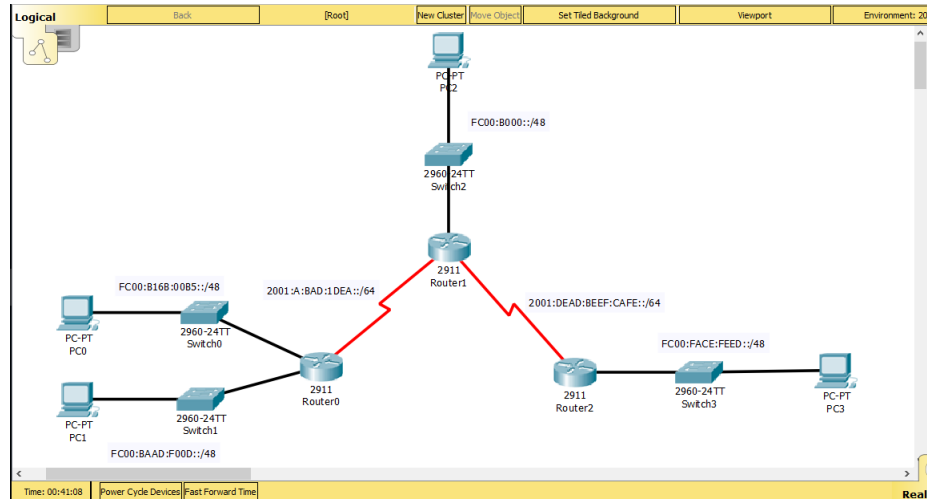 Logical
Back
[Root]
New Cluster
Move Object
Set Tiled Background
Viewport
Environment: 20
PC-PT
PC2
FC00:B000::/48
2960-24TT
Switch2
2911
Router1
FC00:B16B:00B5::/48
2001:A:BAD:1DEA::/64
2001:DEAD:BEEF:CAFE::/64
PC-PT
PC0
2960-24TT
Switch0
FC00:FACE:FEED::/48
2911
Router0
2911
Router2
2960-24TT
Switch3
PC-PT
PC3
PC-PT
PC1
2960-24TT
Switch1
FC00:BAAD:F00D::/48
Time: 00:41:08
Power Cycle Devices
Fast Forward Time
Real